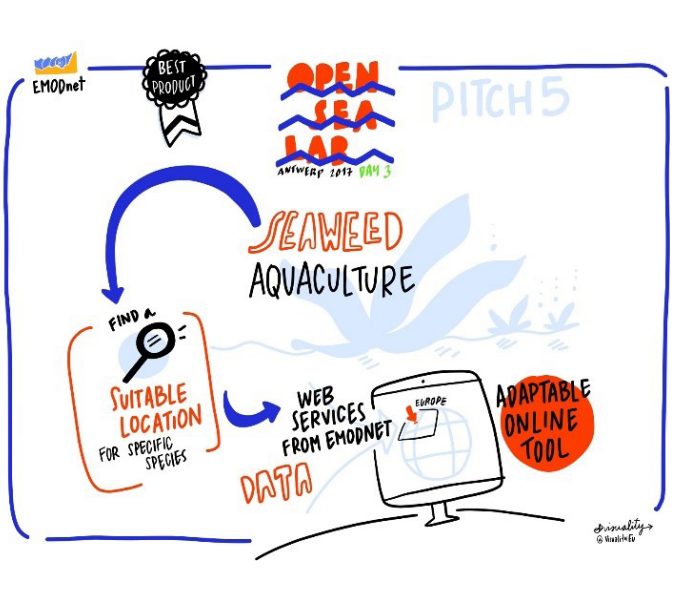 EMODnet
BEST
PRODUCT
OPEN
SEA
LAB
ANTWERP 2017 DAY 3
PITCH 5
SEAWEED
AQUACULTURE
FIND A
SUITABLE
LOCATION
FOR SPECIFIC
SPECIES
WEB
SERVICES
FROM EMODNET
DATA
EUROPE
ADAPTABLE
ONLINE
TOOL
visuality
@VisualityEu